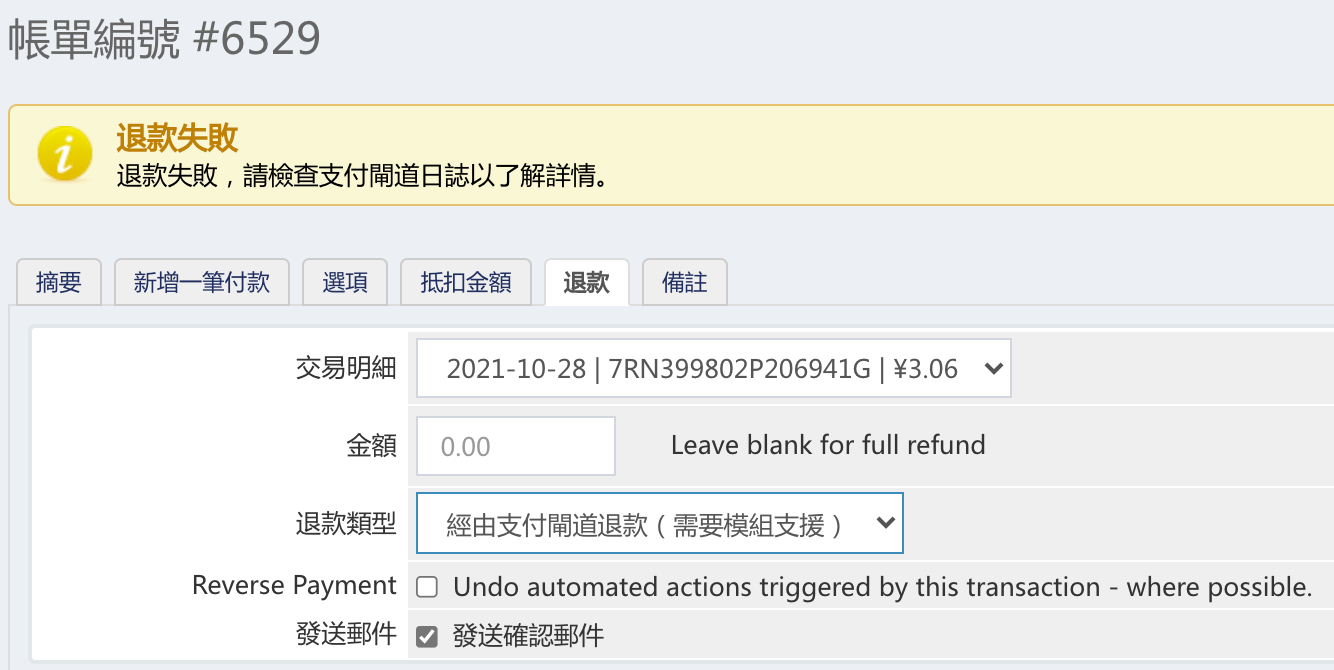 帳單編號 #6529
退款失敗
退款失敗，請檢查支付閘道日誌以了解詳情。
摘要 新增一筆付款 選項 抵扣金額 退款 備註
交易明細 2021-10-28 | 7RN399802P206941G | ¥3.06
金額 0.00 Leave blank for full refund
退款類型 經由支付閘道退款（需要模組支援）
Reverse Payment Undo automated actions triggered by this transaction - where possible.
發送郵件 發送確認郵件